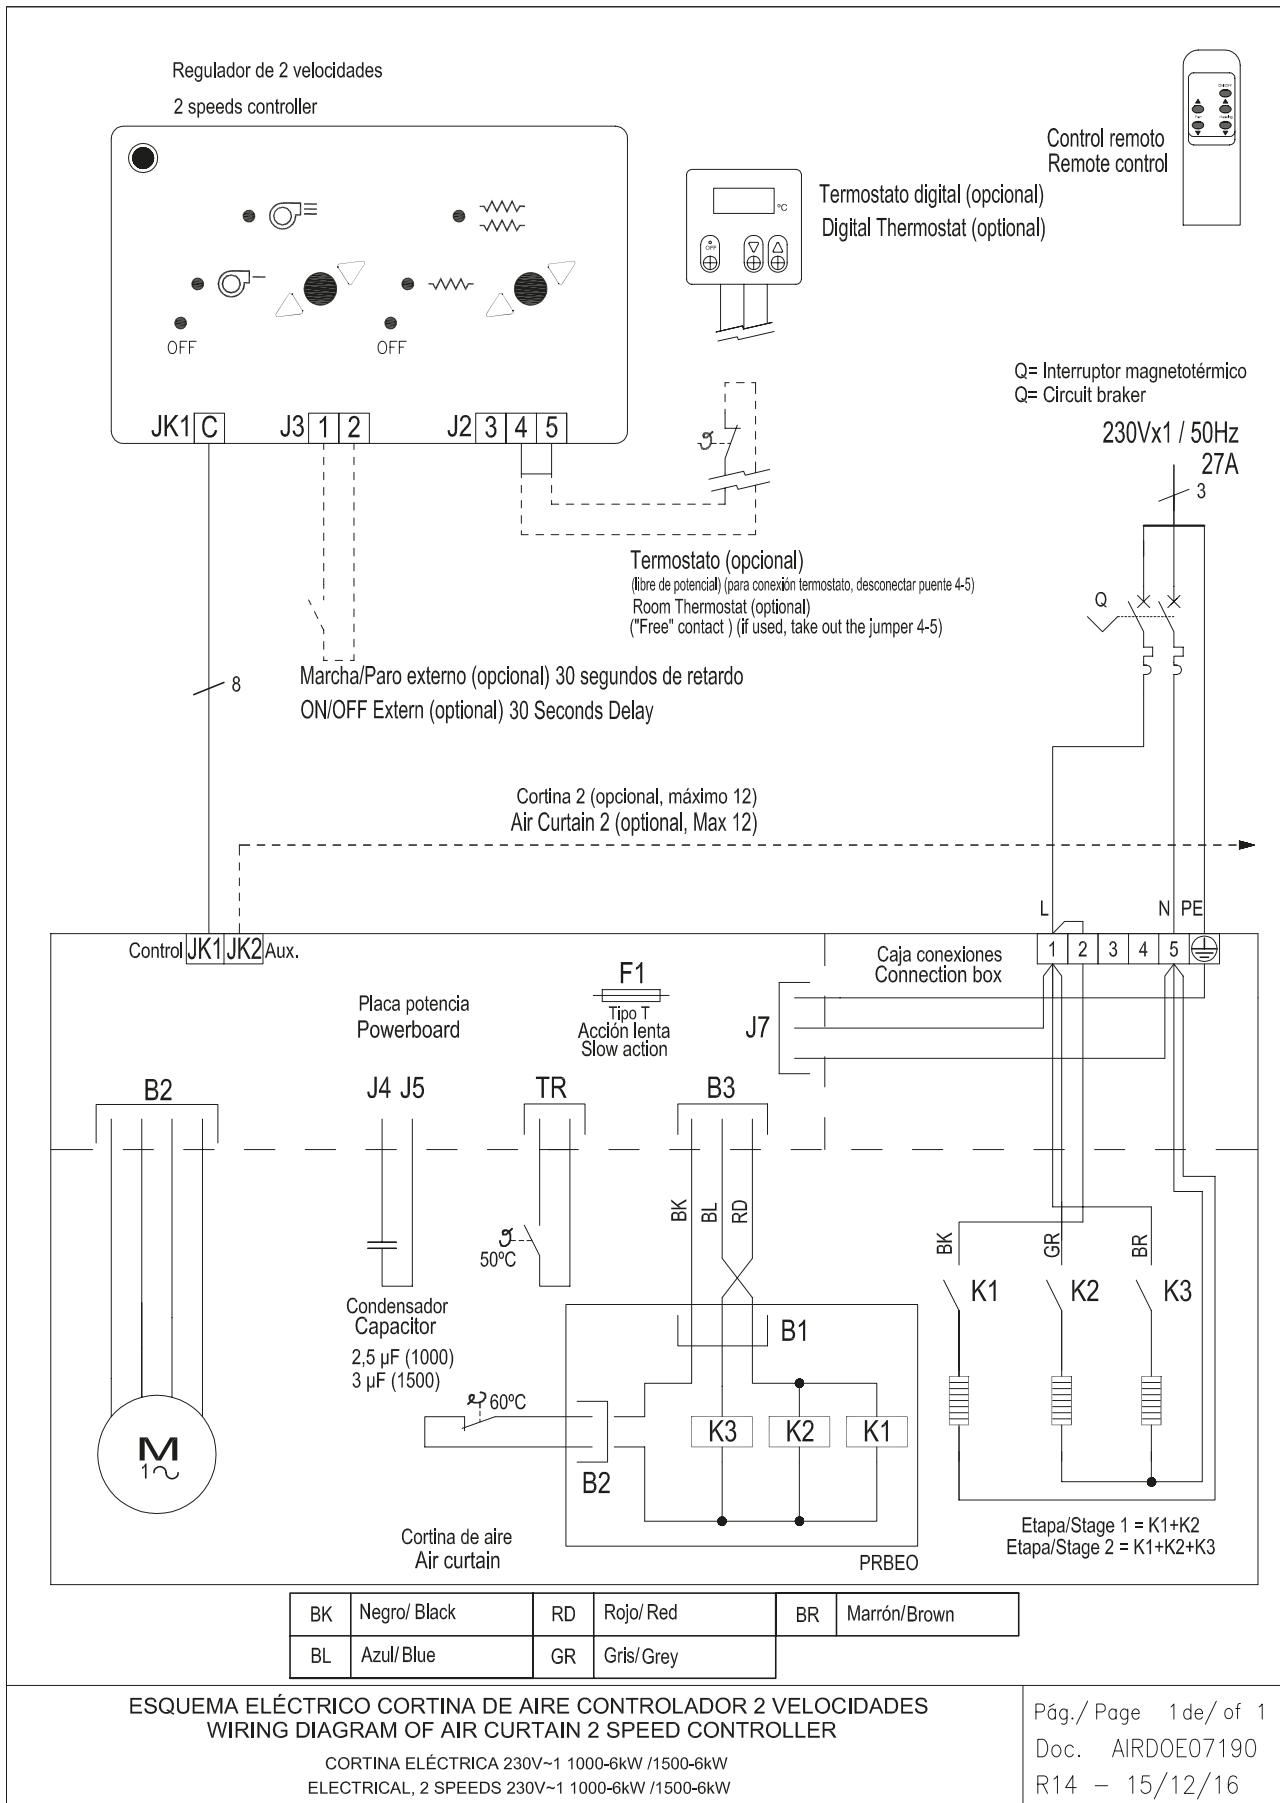 Regulador de 2 velocidades
2 speeds controller
OFF
OFF
JK1 C
J3 1 2
J2 3 4 5
°C
OFF
Termostato digital (opcional)
Digital Thermostat (optional)
ON/OFF
Fan
Heating
Control remoto
Remote control
Q= Interruptor magnetotérmico
Q= Circuit braker
230Vx1 / 50Hz
27A
3
Q
Termostato (opcional)
(libre de potencial) (para conexión termostato, desconectar puente 4-5)
Room Thermostat (optional)
("Free" contact ) (if used, take out the jumper 4-5)
8
Marcha/Paro externo (opcional) 30 segundos de retardo
ON/OFF Extern (optional) 30 Seconds Delay
Cortina 2 (opcional, máximo 12)
Air Curtain 2 (optional, Max 12)
L N PE
Control JK1 JK2 Aux.
Caja conexiones
Connection box
1 2 3 4 5
Placa potencia
Powerboard
F1
Tipo T
Acción lenta
Slow action
J7
B2
J4 J5
TR
B3
BK BL RD
50ºC
Condensador
Capacitor
2,5 µF (1000)
3 µF (1500)
60ºC
B1
K3 K2 K1
B2
M
1
Cortina de aire
Air curtain
PRBEO
BK GR BR
K1 K2 K3
Etapa/Stage 1 = K1+K2
Etapa/Stage 2 = K1+K2+K3
BK Negro/ Black RD Rojo/ Red BR Marrón/Brown
BL Azul/ Blue GR Gris/ Grey
ESQUEMA ELÉCTRICO CORTINA DE AIRE CONTROLADOR 2 VELOCIDADES
WIRING DIAGRAM OF AIR CURTAIN 2 SPEED CONTROLLER
CORTINA ELÉCTRICA 230V~1 1000-6kW /1500-6kW
ELECTRICAL, 2 SPEEDS 230V~1 1000-6kW /1500-6kW
Pág./ Page 1 de/ of 1
Doc. AIRDOE07190
R14 - 15/12/16